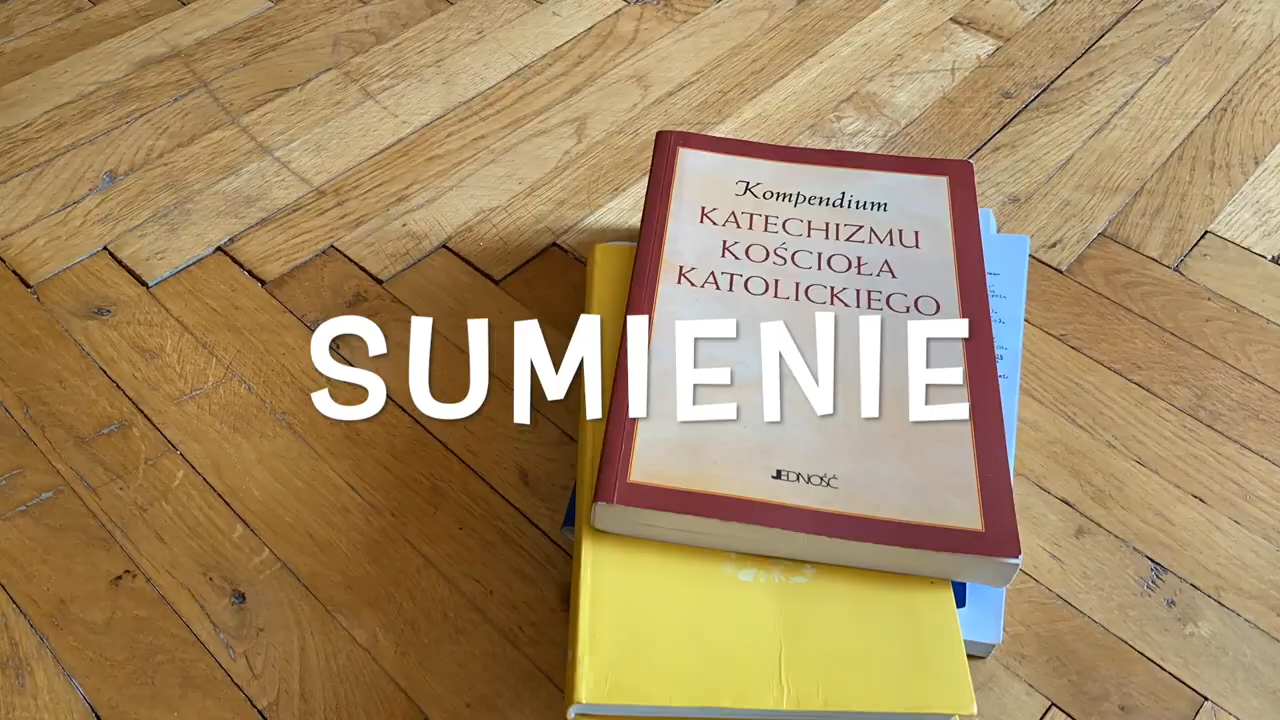 Kompendium
KATECHIZMU
KOŚCIOŁA
KATOLICKIEGO
SUMIENIE
JEDNOŚĆ